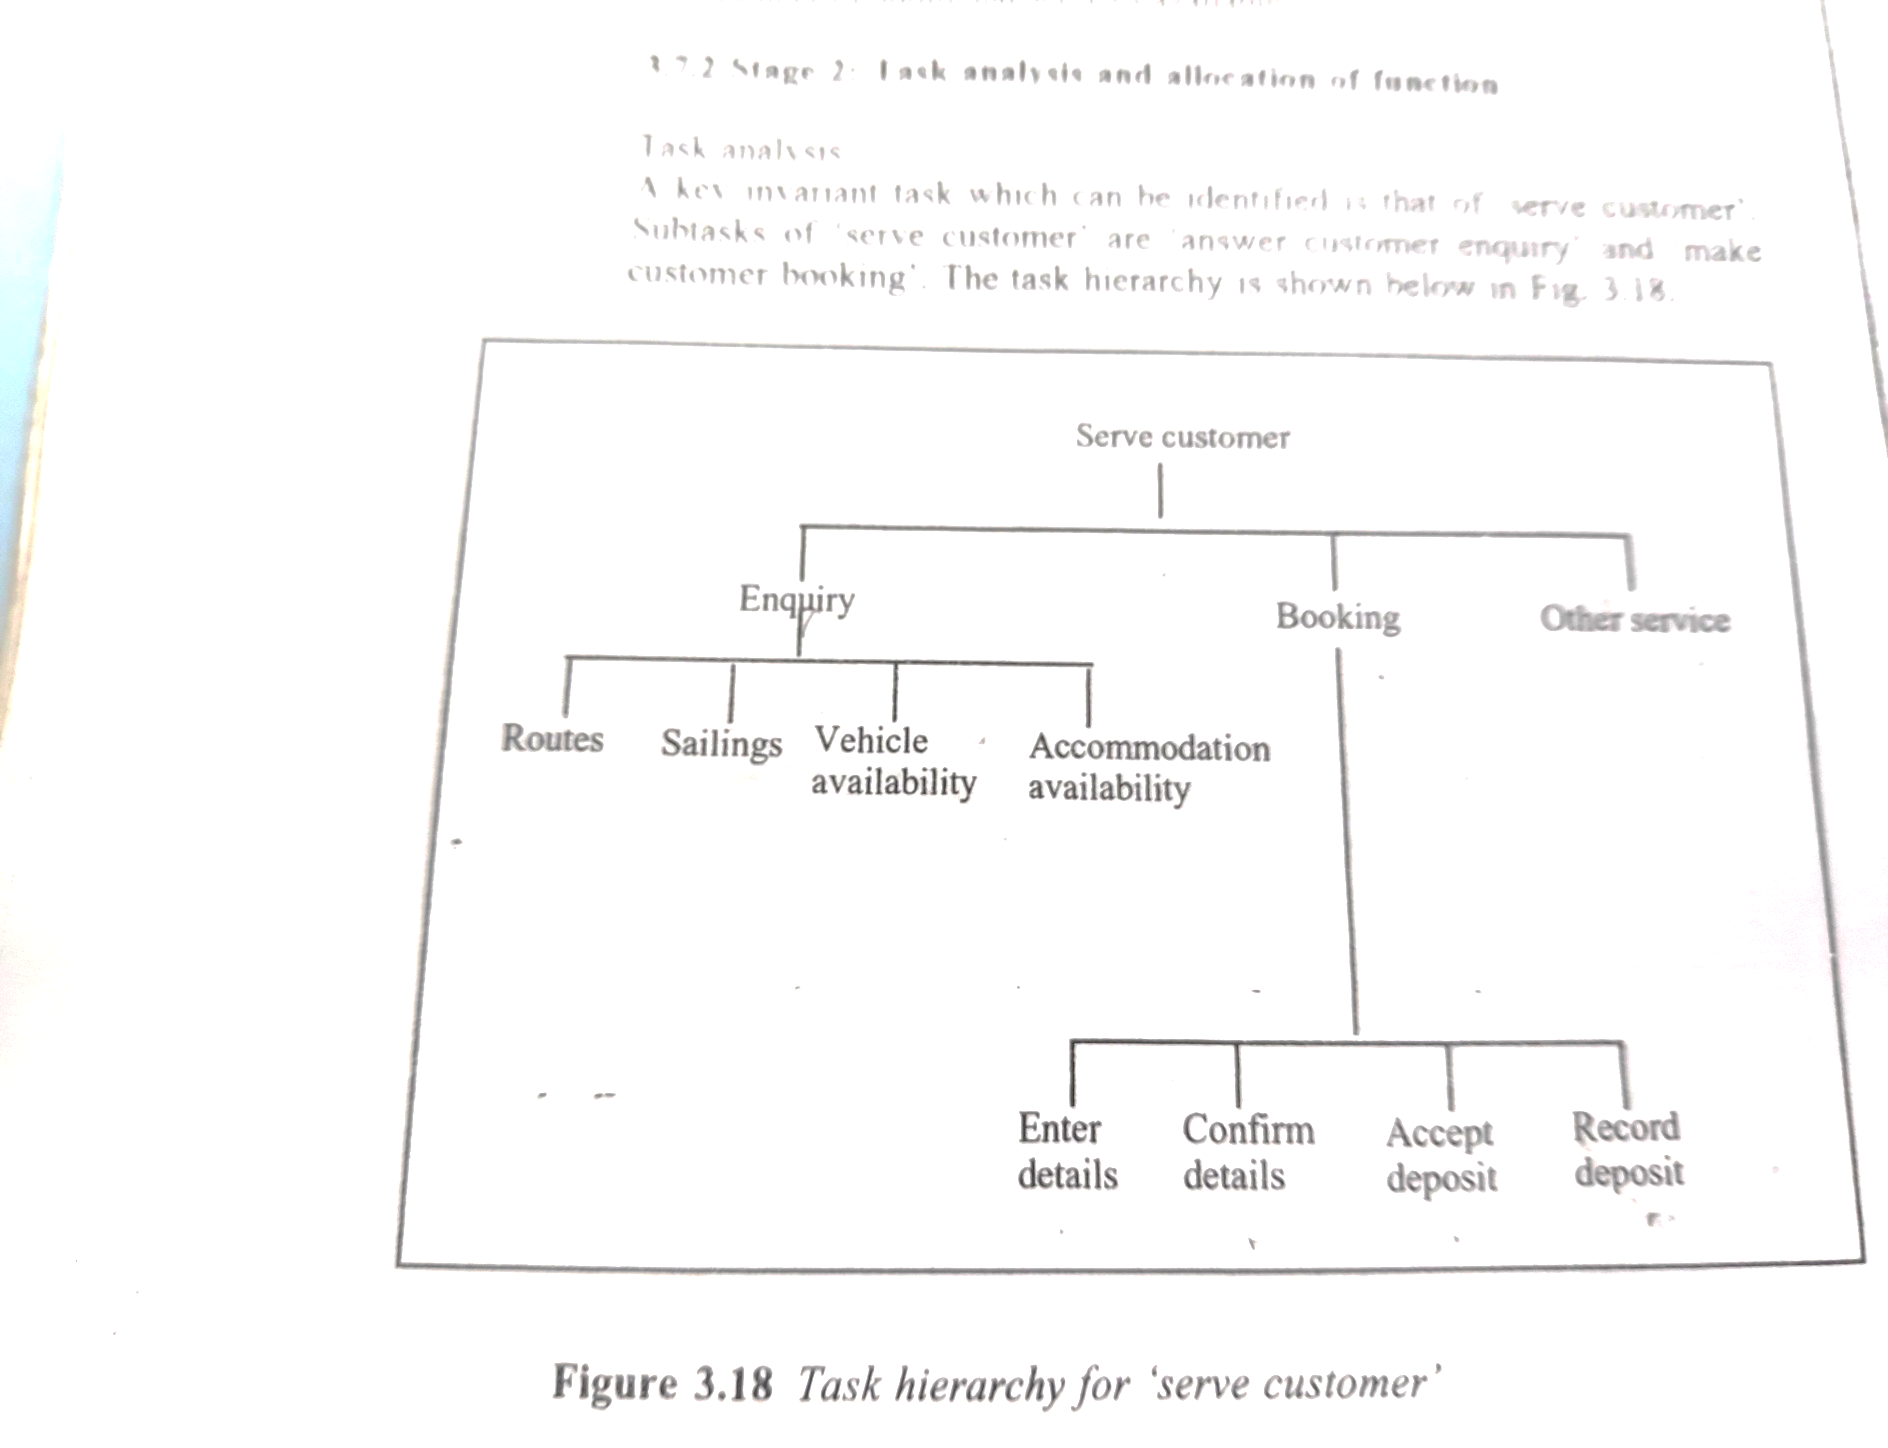 3.7.2 Stage 2: Task analysis and allocation of function
Task analysis
A key invariant task which can be identified is that of 'serve customer'.
Subtasks of 'serve customer' are 'answer customer enquiry' and make
customer booking'. The task hierarchy is shown below in Fig. 3.18.
Serve customer
Enquiry
Booking
Other service
Routes
Sailings
Vehicle
availability
Accommodation
availability
Enter
details
Confirm
details
Accept
deposit
Record
deposit
Figure 3.18 Task hierarchy for 'serve customer'